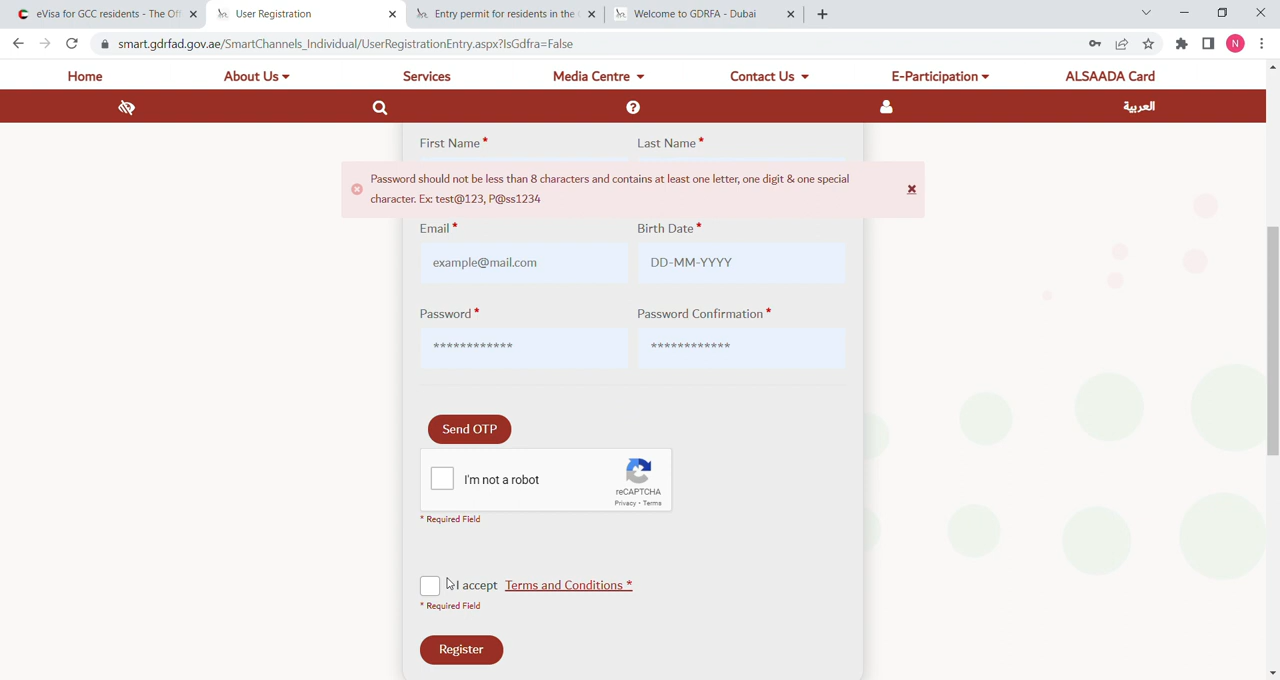 eVisa for GCC residents - The Off
User Registration
Entry permit for residents in the
Welcome to GDRFA - Dubai
smart.gdrfad.gov.ae/SmartChannels_Individual/UserRegistrationEntry.aspx?IsGdfra=False
N
Home
About Us
Services
Media Centre
Contact Us
E-Participation
ALSAADA Card
العربية
First Name *
Last Name *
Password should not be less than 8 characters and contains at least one letter, one digit & one special
character. Ex: test@123, P@ss1234
Email *
Birth Date *
example@mail.com
DD-MM-YYYY
Password *
Password Confirmation *
************
************
Send OTP
I'm not a robot
reCAPTCHA
Privacy - Terms
* Required Field
I accept Terms and Conditions *
* Required Field
Register